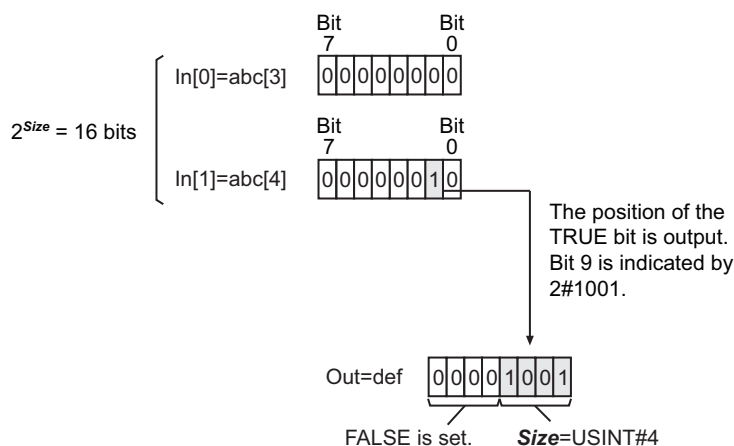 Bit Bit
7 0
In[0]=abc[3] 0 0 0 0 0 0 0 0
2^Size = 16 bits
Bit Bit
7 0
In[1]=abc[4] 0 0 0 0 0 0 1 0
The position of the
TRUE bit is output.
Bit 9 is indicated by
2#1001.
Out=def 0 0 0 0 1 0 0 1
FALSE is set. Size=USINT#4